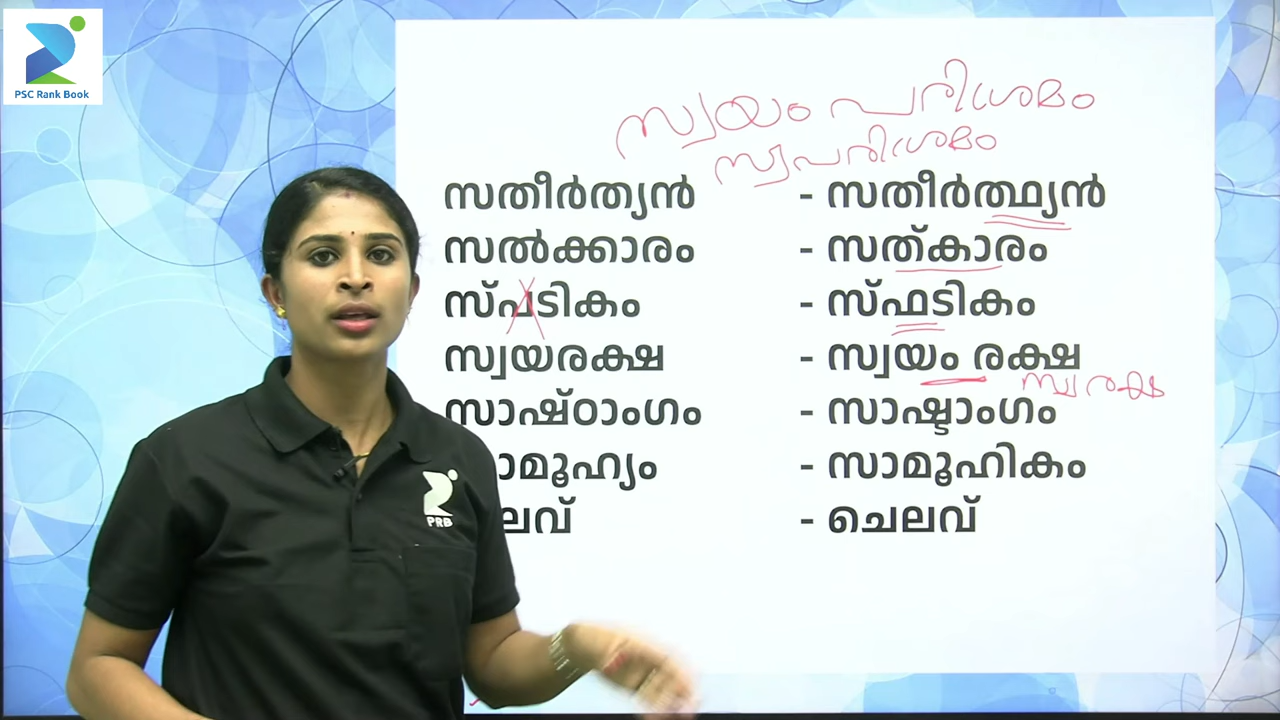 PSC Rank Book
സ്വയം പരിശ്രമം
സ്വപരിശ്രമം
സതീർത്യൻ - സതീർത്ഥ്യൻ
സൽക്കാരം - സത്കാരം
സ്പടികം - സ്ഫടികം
സ്വയരക്ഷ - സ്വയം രക്ഷ
സ്വരക്ഷ
സാഷ്ഠാംഗം - സാഷ്ടാംഗം
ാമൂഹ്യം - സാമൂഹികം
ലവ് - ചെലവ്
PRB